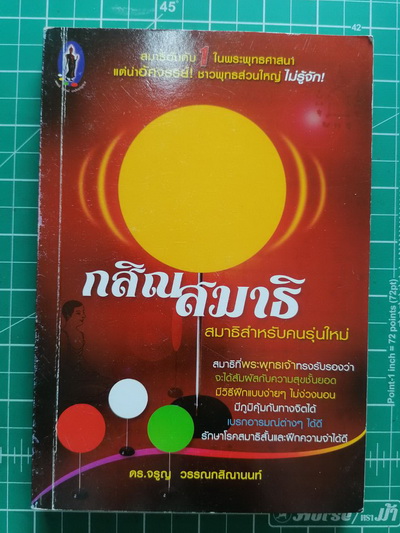 45°
42
สมาธิอันดับ 1 ในพระพุทธศาสนา
แต่น่าอัศจรรย์! ชาวพุทธส่วนใหญ่ ไม่รู้จัก!
กสิณสมาธิ
สมาธิสำหรับคนรุ่นใหม่
สมาธิที่พระพุทธเจ้าทรงรับรองว่า
จะได้สัมผัสกับความสุขชั้นยอด
มีวิธีฝึกแบบง่ายๆ ไม่ง่วงนอน
มีภูมิคุ้มกันทางจิตได้
เบรกอารมณ์ต่างๆ ได้ดี
รักษาโรคสมาธิสั้นและฝึกความจำได้ดี
ดร.จรูญ วรรณกสิณานนท์
(Point-1 inch = 72 points (72pt)